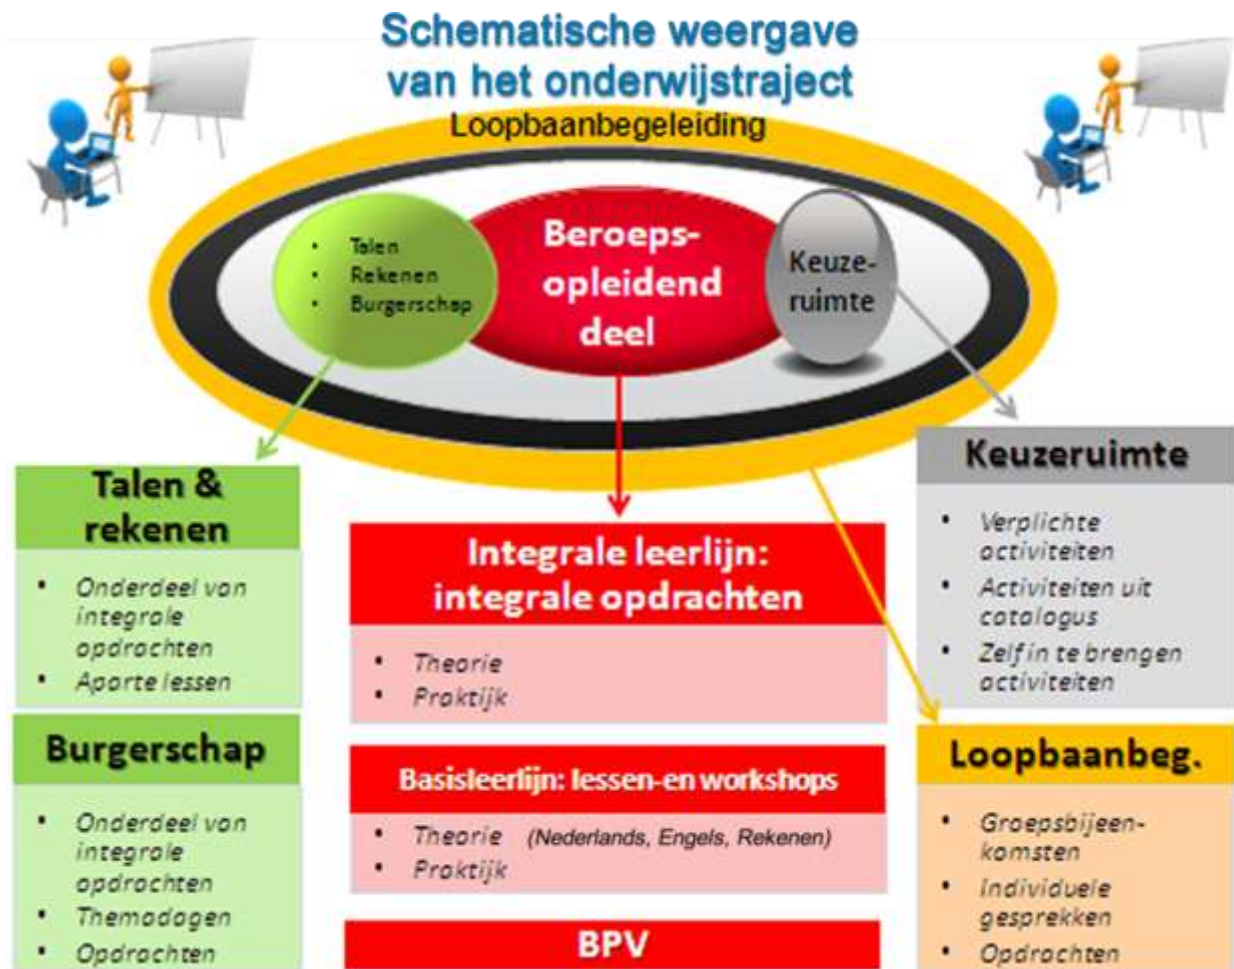 Schematische weergave
van het onderwijstraject
Loopbaanbegeleiding
• Talen
• Rekenen
• Burgerschap
Beroeps-
opleidend
deel
Keuze-
ruimte
Talen &
rekenen
• Onderdeel van
integrale
opdrachten
• Aparte lessen
Burgerschap
• Onderdeel van
integrale
opdrachten
• Themadagen
• Opdrachten
Integrale leerlijn:
integrale opdrachten
• Theorie
• Praktijk
Basisleerlijn: lessen-en workshops
• Theorie (Nederlands, Engels, Rekenen)
• Praktijk
BPV
Keuzeruimte
• Verplichte
activiteiten
• Activiteiten uit
catalogus
• Zelf in te brengen
activiteiten
Loopbaanbeg.
• Groepsbijeen-
komsten
• Individuele
gesprekken
• Opdrachten